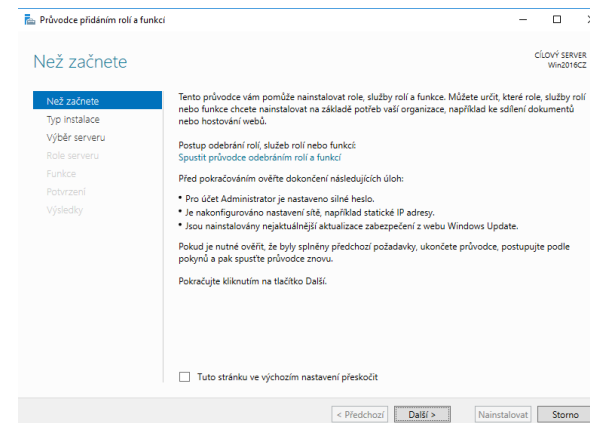 Průvodce přidáním rolí a funkcí
Než začnete
CÍLOVÝ SERVER
Win2016CZ
Než začnete
Typ instalace
Výběr serveru
Role serveru
Funkce
Potvrzení
Výsledky
Tento průvodce vám pomůže nainstalovat role, služby rolí a funkce. Můžete určit, které role, služby rolí
nebo funkce chcete nainstalovat na základě potřeb vaší organizace, například ke sdílení dokumentů
nebo hostování webů.
Postup odebrání rolí, služeb rolí nebo funkcí:
Spustit průvodce odebráním rolí a funkcí
Před pokračováním ověřte dokončení následujících úloh:
• Pro účet Administrator je nastaveno silné heslo.
• Je nakonfigurováno nastavení sítě, například statické IP adresy.
• Jsou nainstalovány nejaktuálnější aktualizace zabezpečení z webu Windows Update.
Pokud je nutné ověřit, že byly splněny předchozí požadavky, ukončete průvodce, postupujte podle
pokynů a pak spusťte průvodce znovu.
Pokračujte kliknutím na tlačítko Další.
Tuto stránku ve výchozím nastavení přeskočit
< Předchozí Další > Nainstalovat Storno